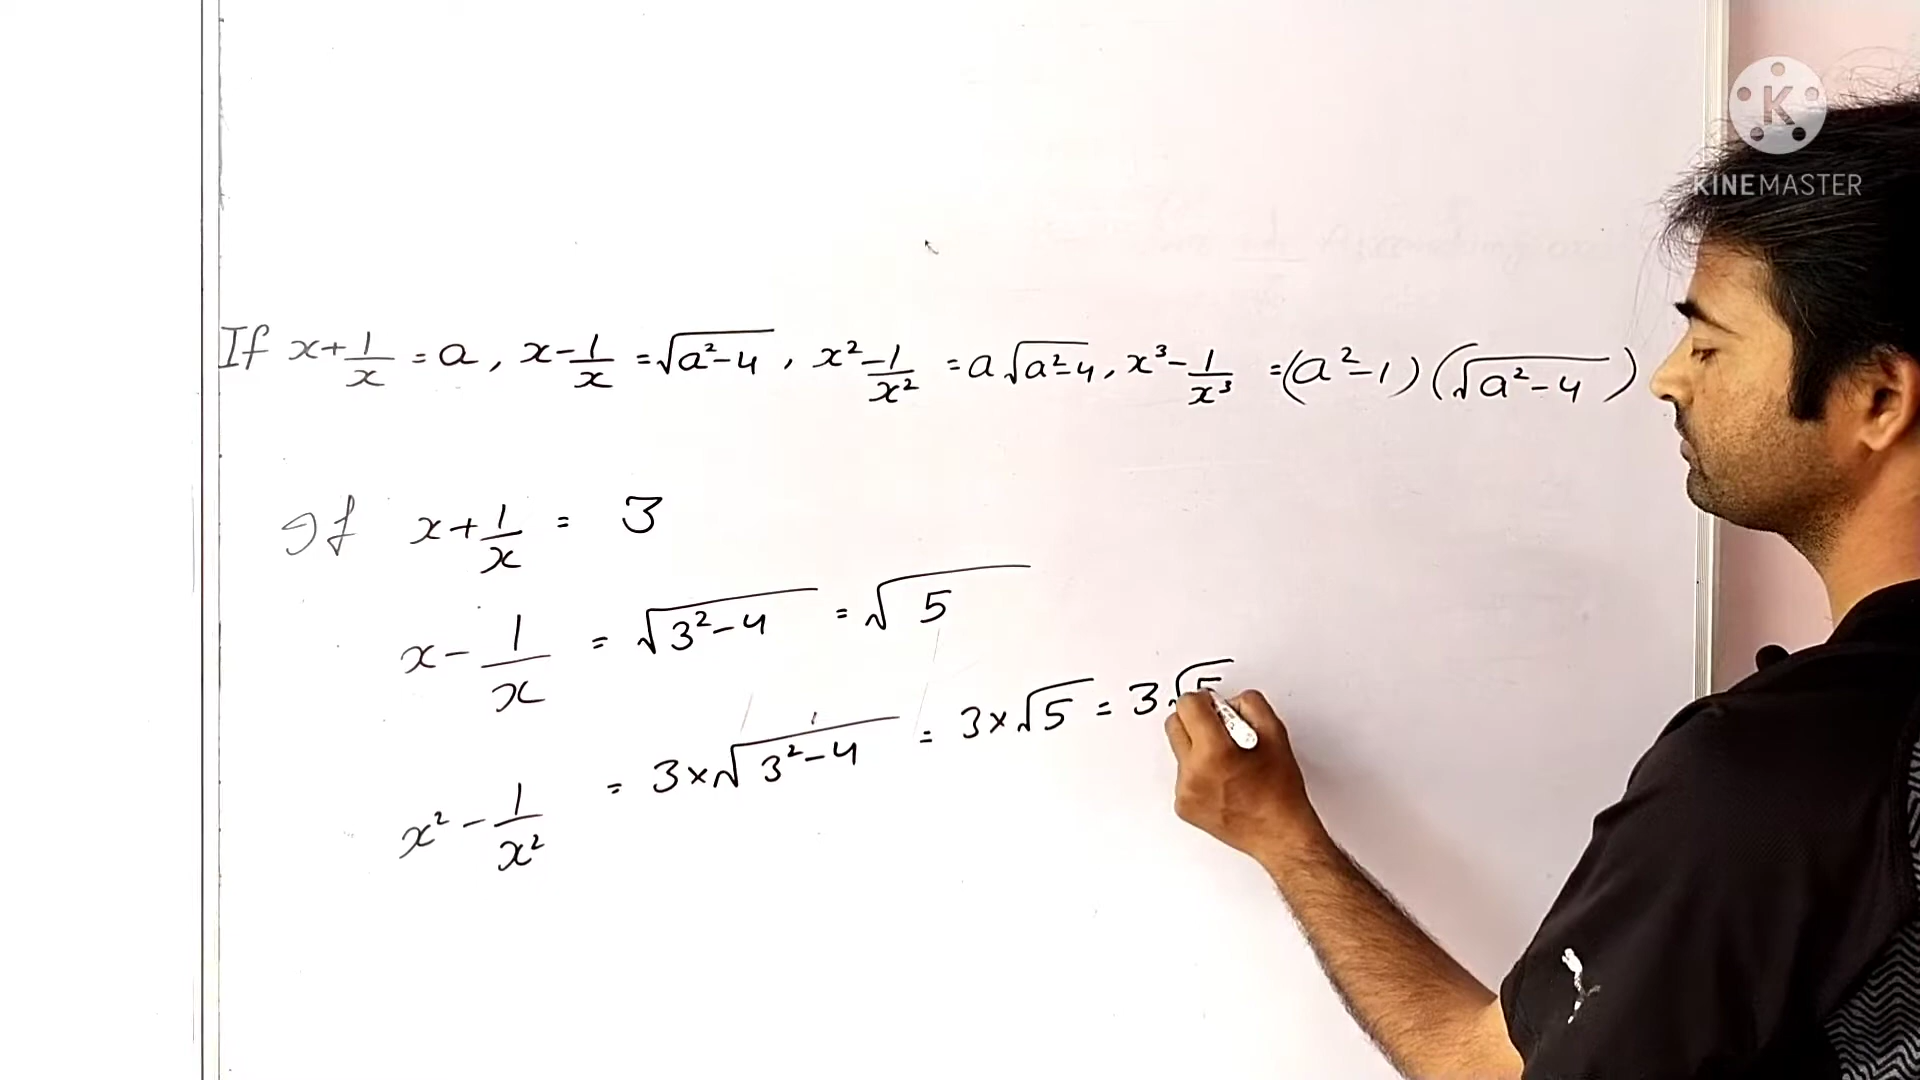 KINEMASTER
If x+1/x = a, x-1/x = √(a²-4), x²-1/x² = a√(a²-4), x³-1/x³ = (a²-1)(√(a²-4))
If x+1/x = 3
x-1/x = √(3²-4) = √5
x²-1/x² = 3×√(3²-4) = 3×√5 = 3√5